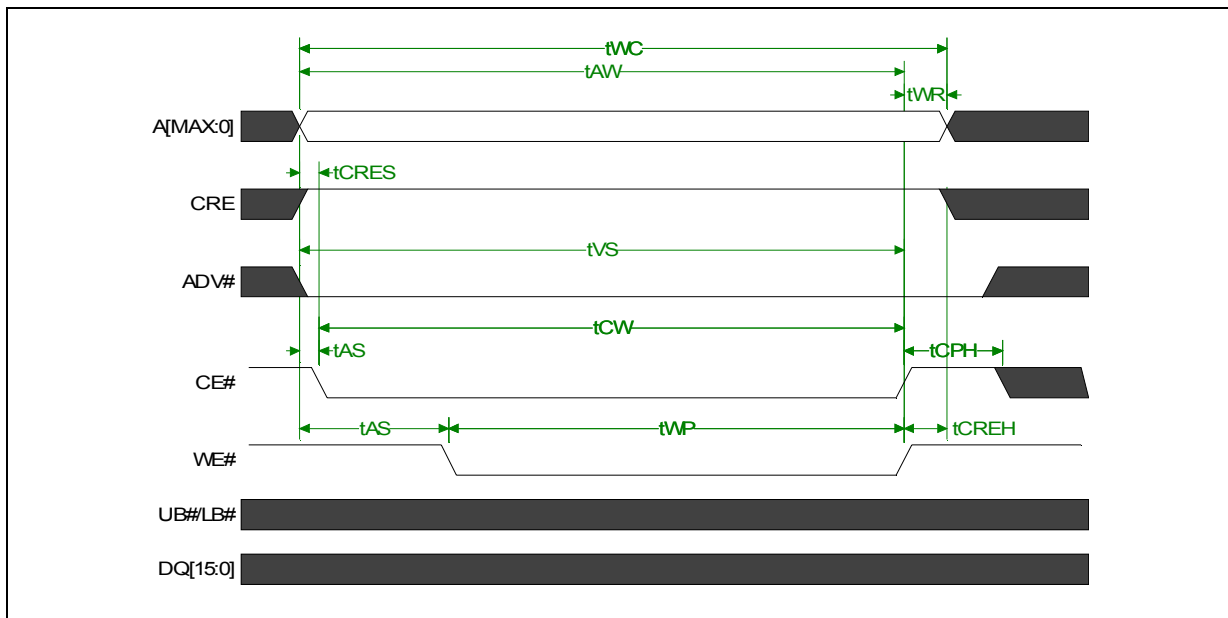 tWC
tAW
tWR
A[MAX:0]
tCRES
CRE
tVS
ADV#
tCW
tAS
tCPH
CE#
tAS
tWP
tCREH
WE#
UB#/LB#
DQ[15:0]